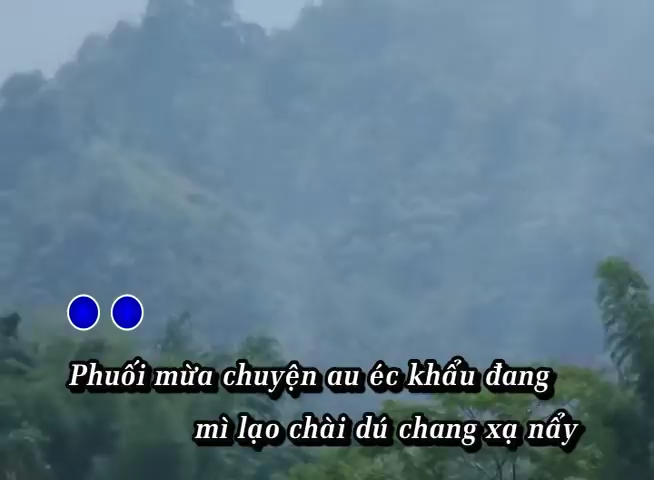 Phuối mừa chuyện au éc khẩu đang
mì lạo chài dú chang xạ nẩy